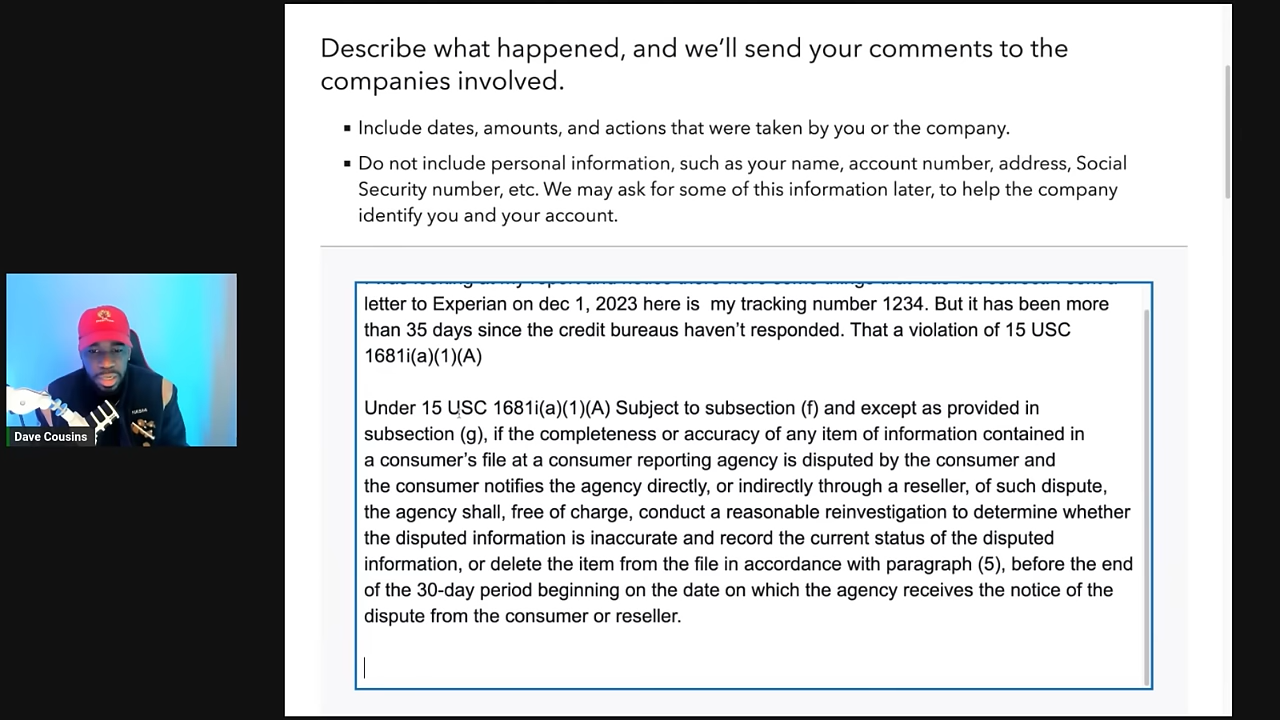 Describe what happened, and we'll send your comments to the
companies involved.
▪ Include dates, amounts, and actions that were taken by you or the company.
▪ Do not include personal information, such as your name, account number, address, Social
Security number, etc. We may ask for some of this information later, to help the company
identify you and your account.
letter to Experian on dec 1, 2023 here is  my tracking number 1234. But it has been more
than 35 days since the credit bureaus haven't responded. That a violation of 15 USC
1681i(a)(1)(A)
Under 15 USC 1681i(a)(1)(A) Subject to subsection (f) and except as provided in
subsection (g), if the completeness or accuracy of any item of information contained in
a consumer's file at a consumer reporting agency is disputed by the consumer and
the consumer notifies the agency directly, or indirectly through a reseller, of such dispute,
the agency shall, free of charge, conduct a reasonable reinvestigation to determine whether
the disputed information is inaccurate and record the current status of the disputed
information, or delete the item from the file in accordance with paragraph (5), before the end
of the 30-day period beginning on the date on which the agency receives the notice of the
dispute from the consumer or reseller.
Dave Cousins